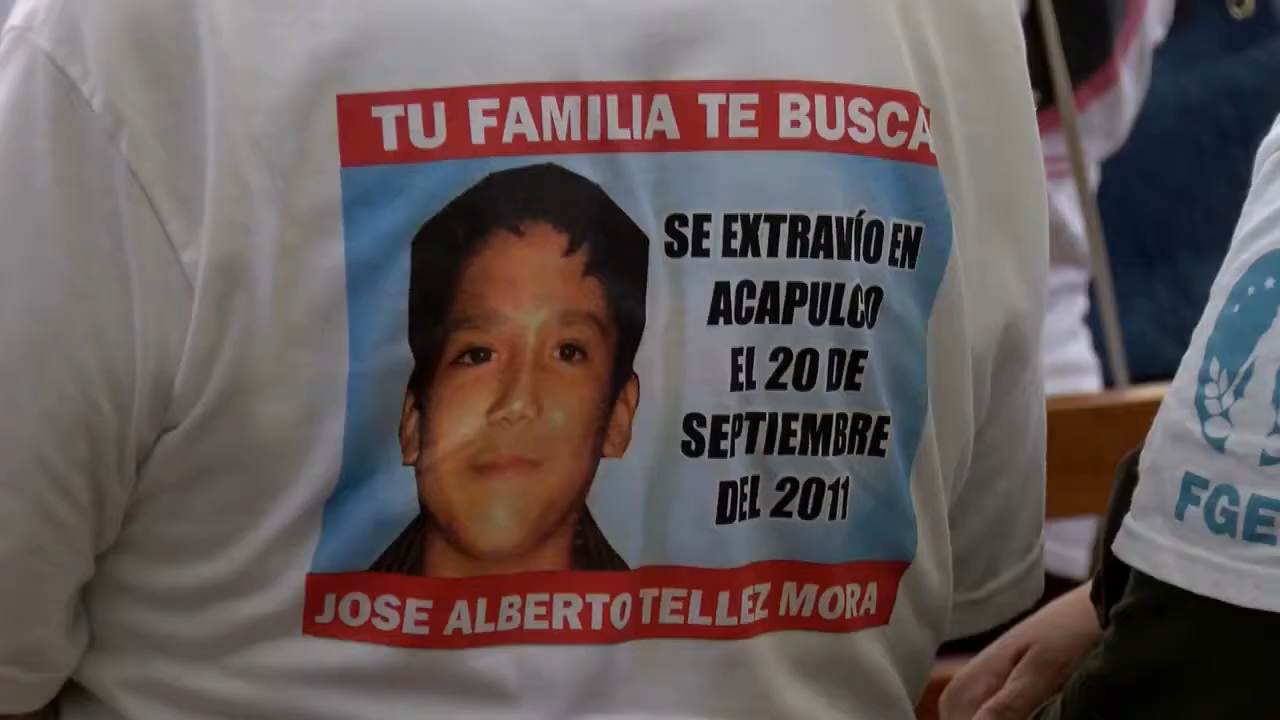 TU FAMILIA TE BUSCA
SE EXTRAVÍO EN
ACAPULCO
EL 20 DE
SEPTIEMBRE
DEL 2011
JOSE ALBERTO TELLEZ MORA
FGE